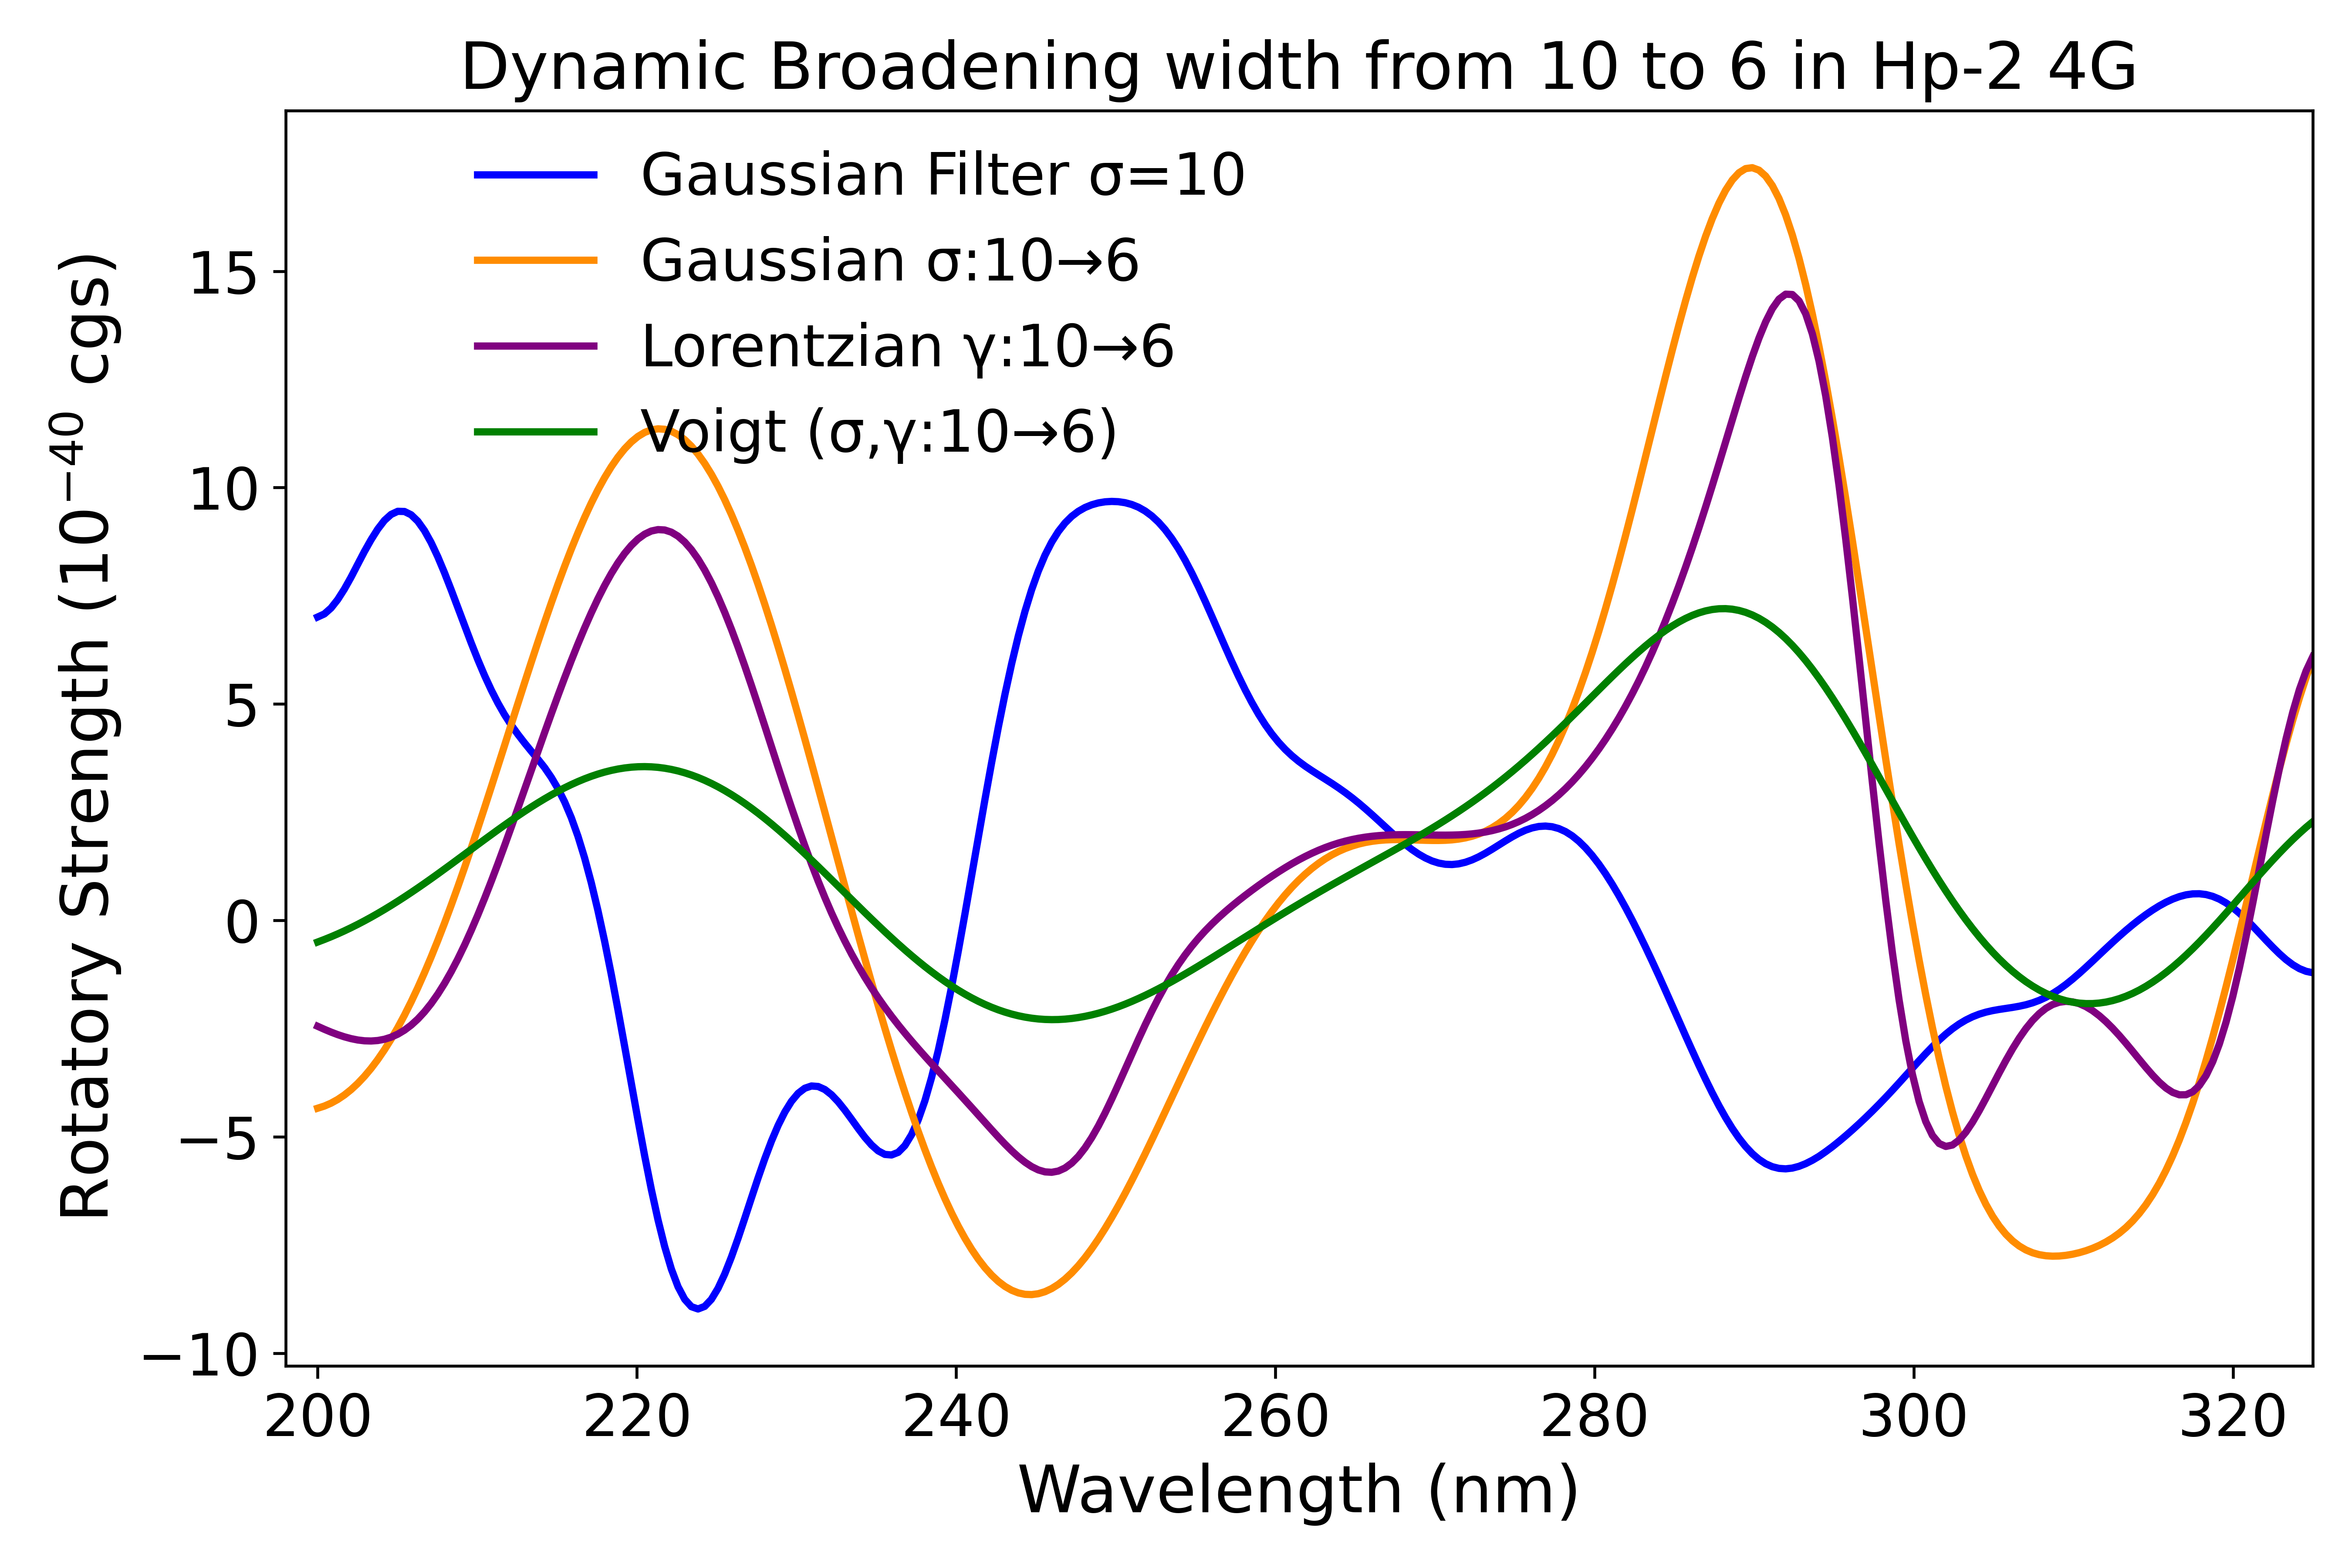 Dynamic Broadening width from 10 to 6 in Hp-2 4G
Gaussian Filter σ=10
Gaussian σ:10→6
Lorentzian γ:10→6
Voigt (σ,γ:10→6)
Rotatory Strength (10⁻⁴⁰ cgs)
15
10
5
0
−5
−10
200 220 240 260 280 300 320
Wavelength (nm)